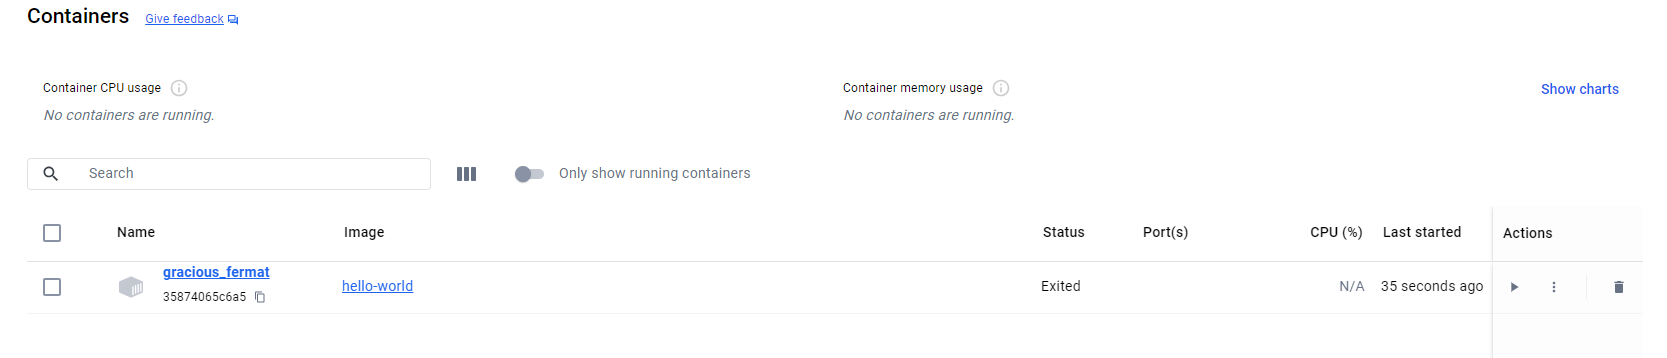 Containers Give feedback
Container CPU usage
No containers are running.
Container memory usage
No containers are running.
Show charts
Search
Only show running containers
Name Image Status Port(s) CPU (%) Last started Actions
gracious_fermat
35874065c6a5
hello-world Exited N/A 35 seconds ago